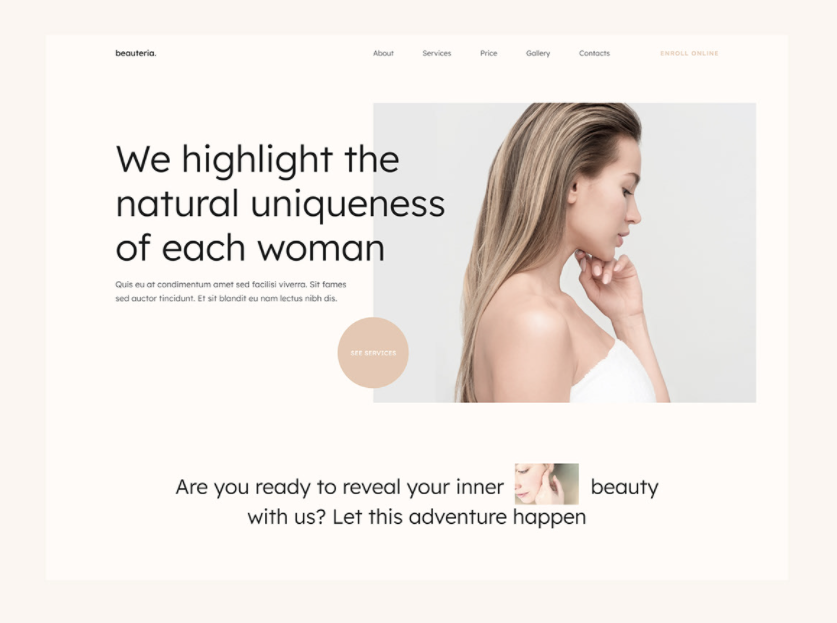 beauteria.
About
Services
Price
Gallery
Contacts
ENROLL ONLINE
We highlight the
natural uniqueness
of each woman
Quis eu at condimentum amet sed facilisi viverra. Sit fames
sed auctor tincidunt. Et sit blandit eu nam lectus nibh dis.
SEE SERVICES
Are you ready to reveal your inner beauty
with us? Let this adventure happen